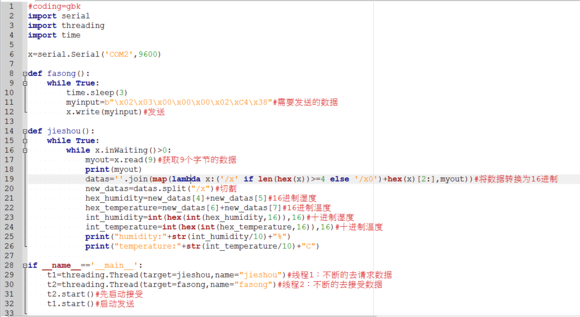 1 #coding=gbk
2 import serial
3 import threading
4 import time
5
6 x=serial.Serial('COM2',9600)
7
8 def fasong():
9 while True:
10 time.sleep(3)
11 myinput=b"\x02\x03\x00\x00\x00\x02\xC4\x38"#需要发送的数据
12 x.write(myinput)#发送
13
14 def jieshou():
15 while True:
16 while x.inWaiting()>0:
17 myout=x.read(9)#获取9个字节的数据
18 print(myout)
19 datas=''.join(map(lambda x:('/x' if len(hex(x))>=4 else '/x0')+hex(x)[2:],myout))#将数据转换为16进制
20 new_datas=datas.split("/x")#切割
21 hex_humidity=new_datas[4]+new_datas[5]#16进制湿度
22 hex_temperature=new_datas[6]+new_datas[7]#16进制温度
23 int_humidity=int(hex(int(hex_humidity,16)),16)#十进制湿度
24 int_temperature=int(hex(int(hex_temperature,16)),16)#十进制温度
25 print("humidity:"+str(int_humidity/10)+"%")
26 print("temperature:"+str(int_temperature/10)+"C")
27
28 if __name__=='__main__':
29 t1=threading.Thread(target=jieshou,name="jieshou")#线程1：不断的去请求数据
30 t2=threading.Thread(target=fasong,name="fasong")#线程2：不断的去接受数据
31 t2.start()#先启动接受
32 t1.start()#启动发送
33